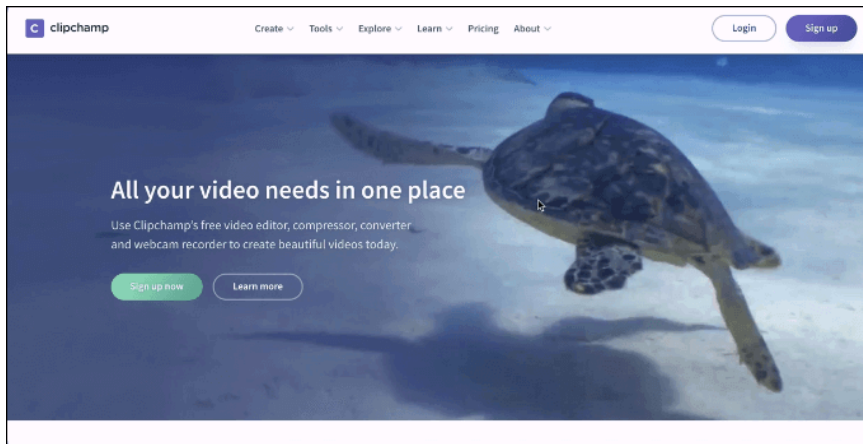 C clipchamp
Create Tools Explore Learn Pricing About
Login Sign up
All your video needs in one place
Use Clipchamp's free video editor, compressor, converter
and webcam recorder to create beautiful videos today.
Sign up now Learn more